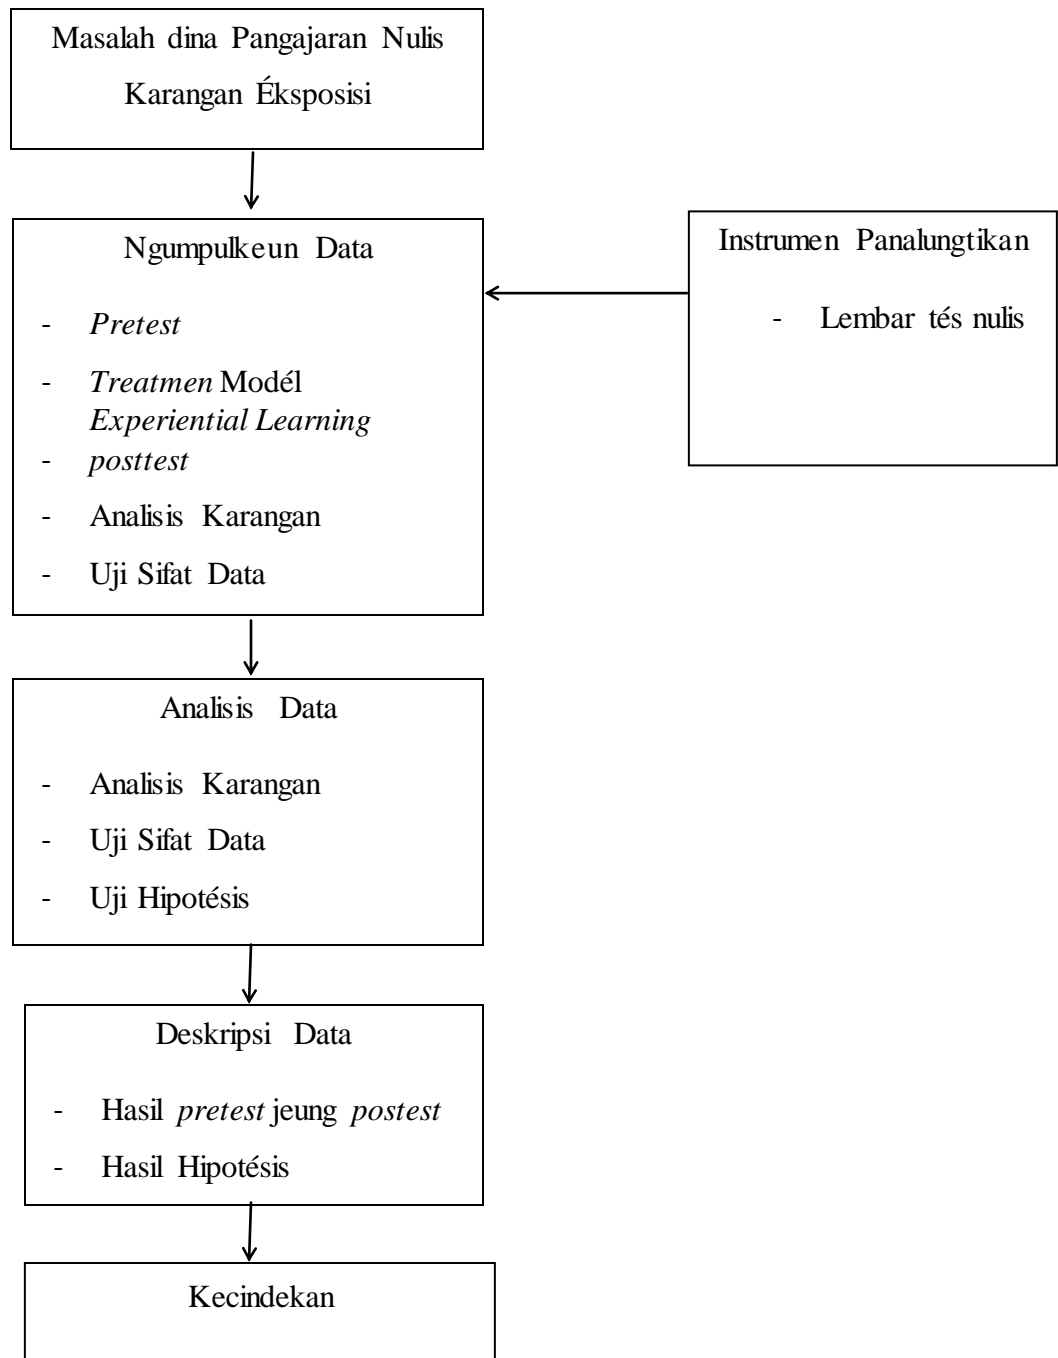 Masalah dina Pangajaran Nulis
Karangan Éksposisi
Ngumpulkeun Data
- Pretest
- Treatmen Modél
Experiential Learning
- posttest
- Analisis Karangan
- Uji Sifat Data
Instrumen Panalungtikan
- Lembar tés nulis
Analisis Data
- Analisis Karangan
- Uji Sifat Data
- Uji Hipotésis
Deskripsi Data
- Hasil pretest jeung postest
- Hasil Hipotésis
Kecindekan